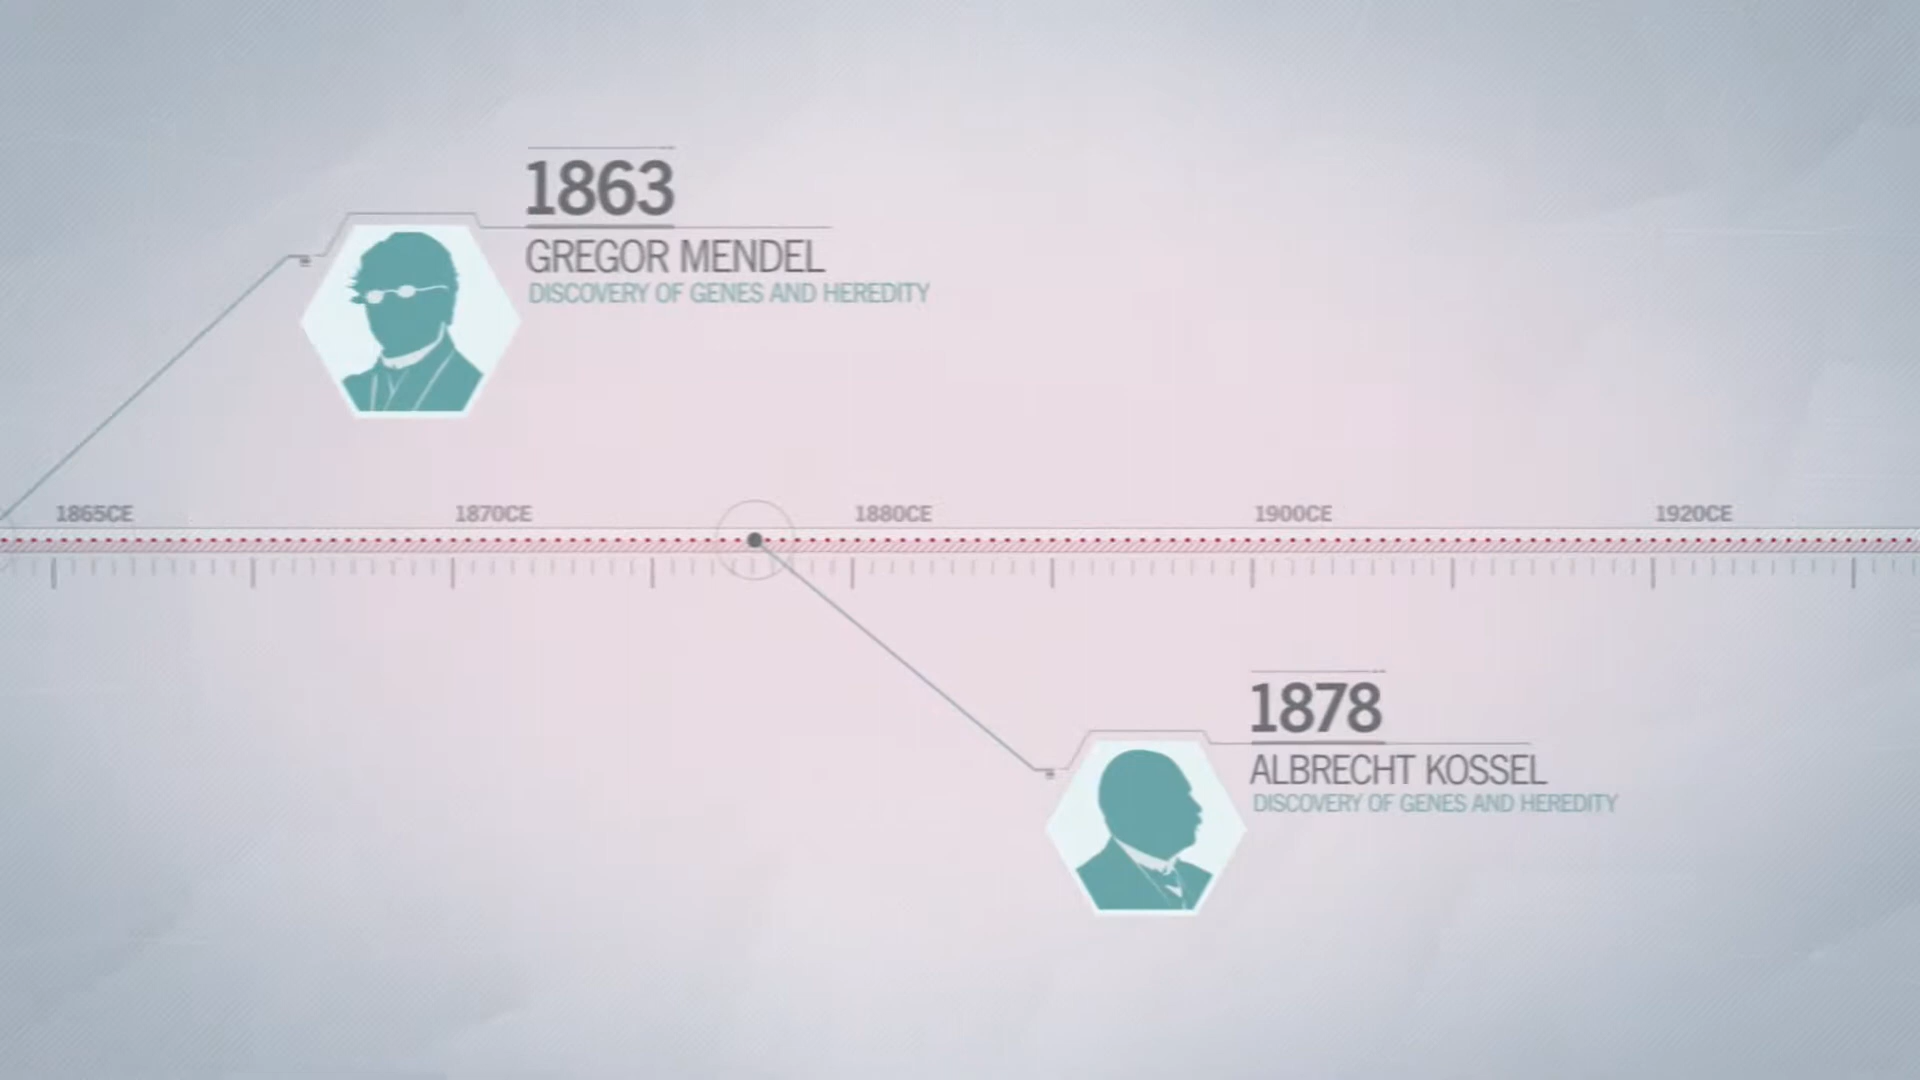 1863
GREGOR MENDEL
DISCOVERY OF GENES AND HEREDITY
1865CE
1870CE
1880CE
1900CE
1920CE
1878
ALBRECHT KOSSEL
DISCOVERY OF GENES AND HEREDITY